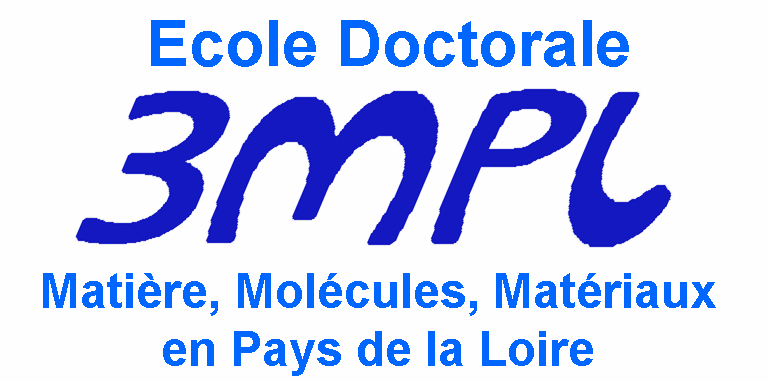 Ecole Doctorale
3MPL
Matière, Molécules, Matériaux
en Pays de la Loire